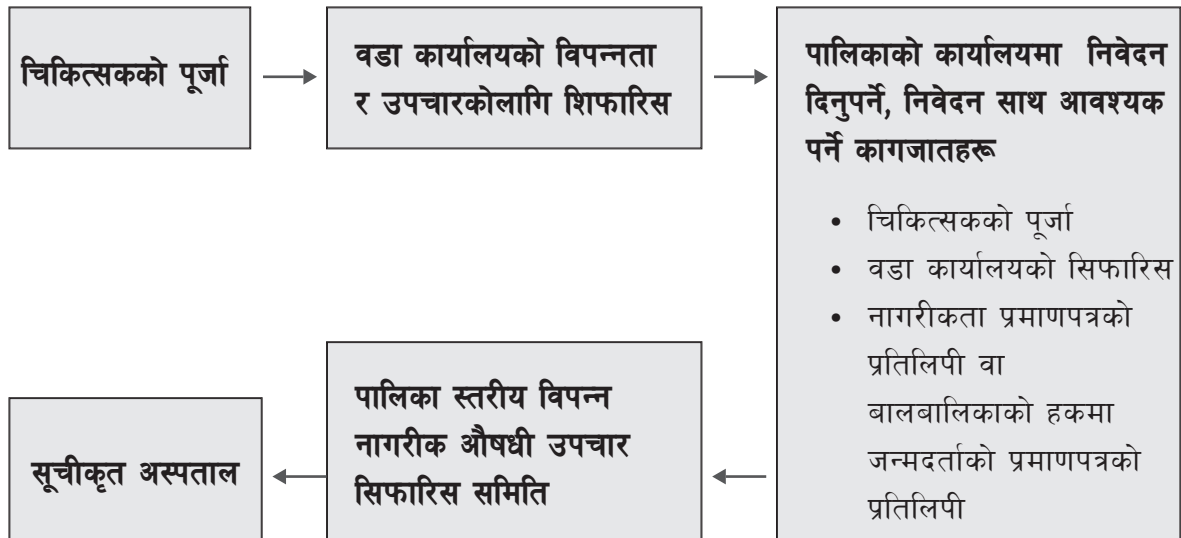 चिकित्सकको पूर्जा
वडा कार्यालयको विपन्नता
र उपचारकोलागि शिफारिस
पालिकाको कार्यालयमा निवेदन
दिनुपर्ने, निवेदन साथ आवश्यक
पर्ने कागजातहरू
• चिकित्सकको पूर्जा
• वडा कार्यालयको सिफारिस
• नागरीकता प्रमाणपत्रको
प्रतिलिपी वा
बालबालिकाको हकमा
जन्मदर्ताको प्रमाणपत्रको
प्रतिलिपी
पालिका स्तरीय विपन्न
नागरीक औषधी उपचार
सिफारिस समिति
सूचीकृत अस्पताल